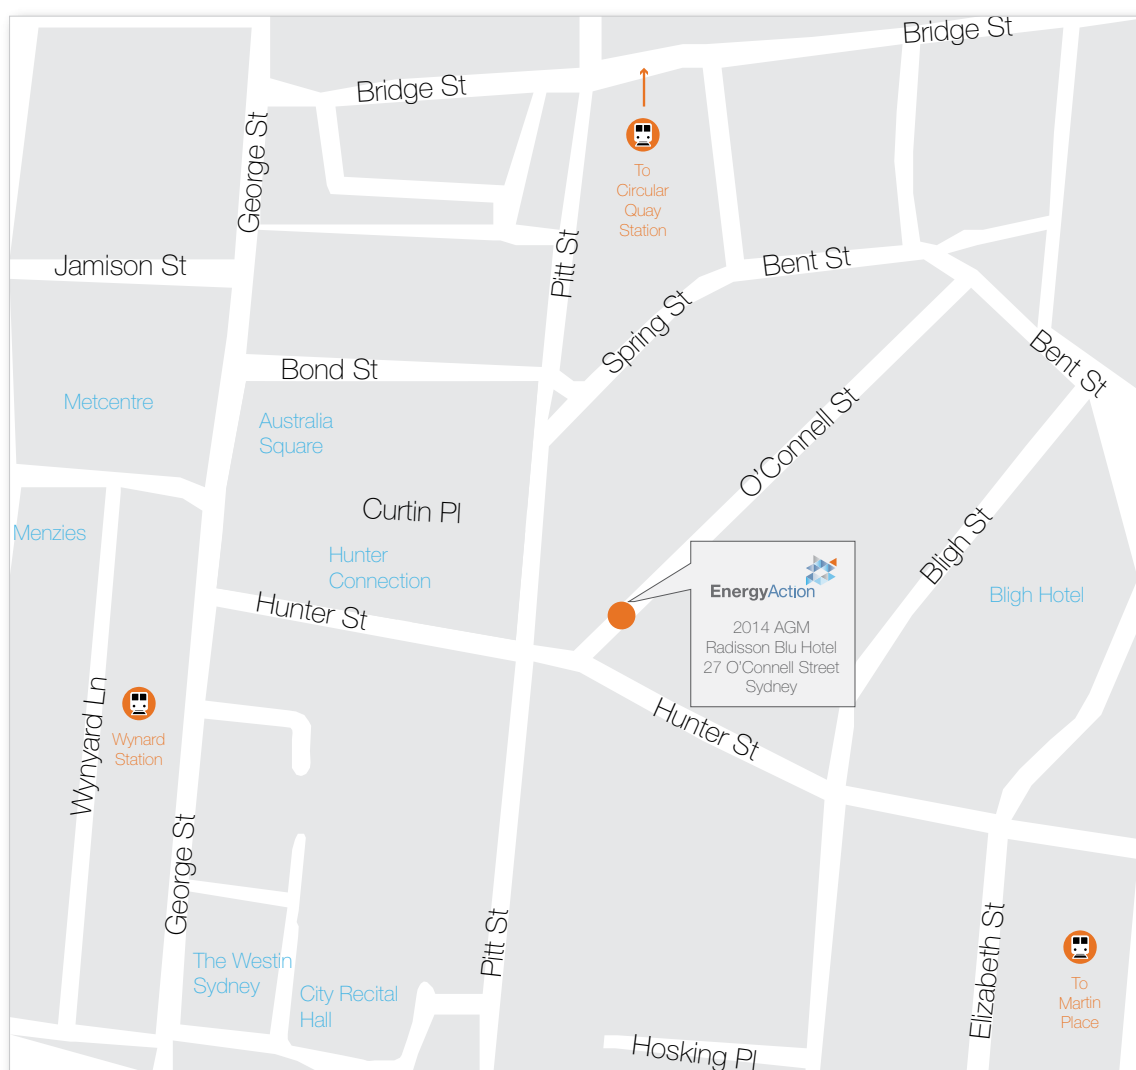 Bridge St
Bridge St
George St
To
Circular
Quay
Station
Pitt St
Jamison St
Bent St
Spring St
Bond St
Bent St
Metcentre
Australia
Square
O'Connell St
Curtin Pl
Menzies
Hunter
Connection
Bligh St
EnergyAction
2014 AGM
Radisson Blu Hotel
27 O'Connell Street
Sydney
Bligh Hotel
Hunter St
Hunter St
Wynyard Ln
Wynard
Station
George St
Pitt St
Elizabeth St
The Westin
Sydney
City Recital
Hall
To
Martin
Place
Hosking Pl